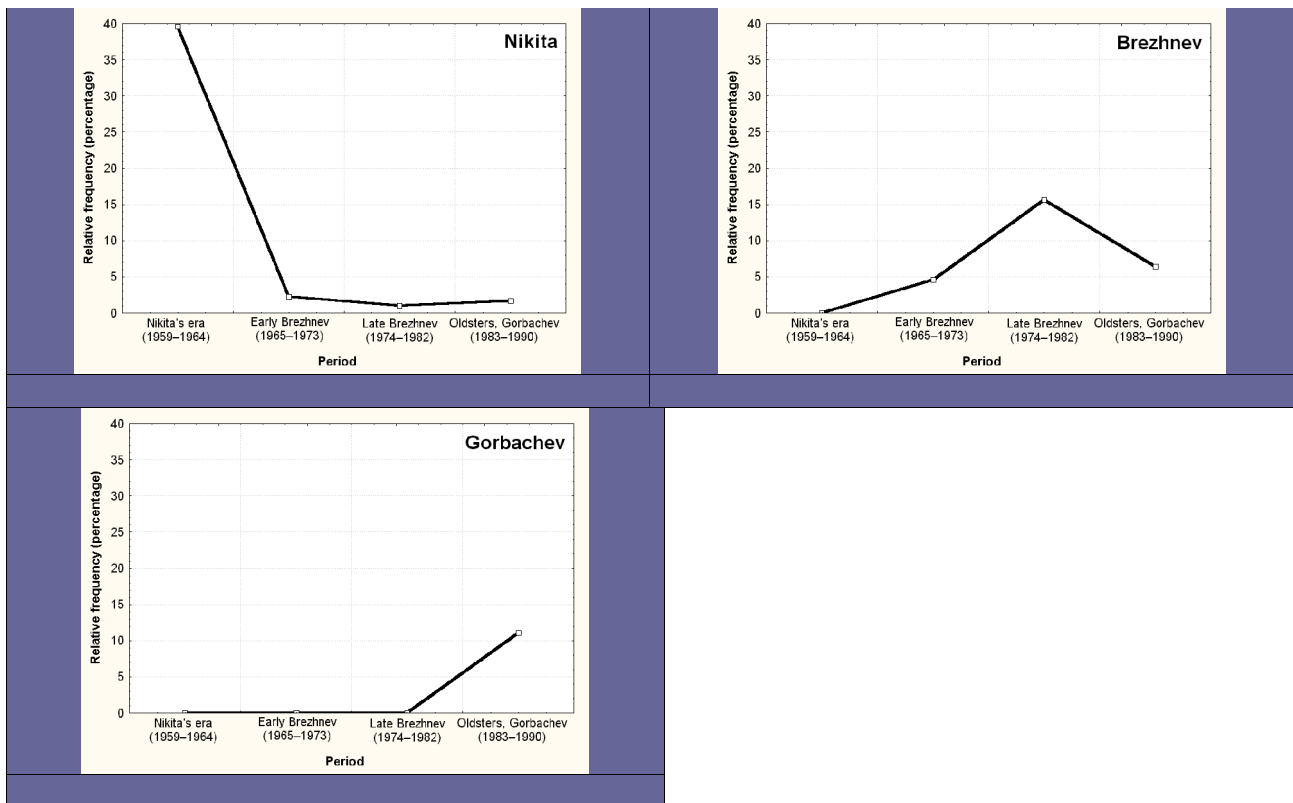 Nikita
Relative frequency (percentage)
40
35
30
25
20
15
10
5
0
Nikita's era Early Brezhnev Late Brezhnev Oldsters, Gorbachev
(1959–1964) (1965–1973) (1974–1982) (1983–1990)
Period
Brezhnev
Relative frequency (percentage)
40
35
30
25
20
15
10
5
0
Nikita's era Early Brezhnev Late Brezhnev Oldsters, Gorbachev
(1959–1964) (1965–1973) (1974–1982) (1983–1990)
Period
Gorbachev
Relative frequency (percentage)
40
35
30
25
20
15
10
5
0
Nikita's era Early Brezhnev Late Brezhnev Oldsters, Gorbachev
(1959–1964) (1965–1973) (1974–1982) (1983–1990)
Period